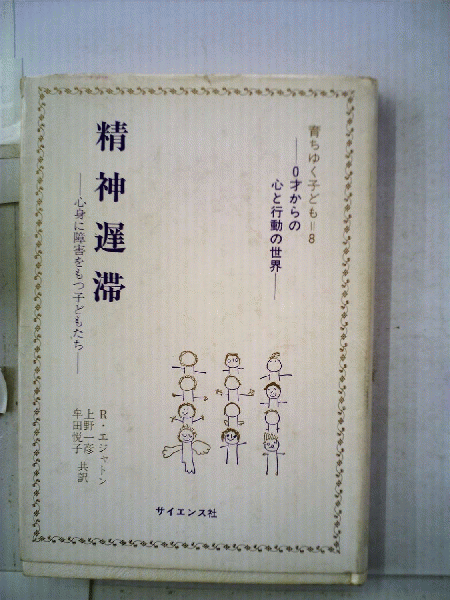 育ちゆく子ども=8
—0才からの
心と行動の世界—
精神遅滞
—心身に障害をもつ子どもたち—
R・エジャトン
上野一彦
牟田悦子 共訳
サイエンス社